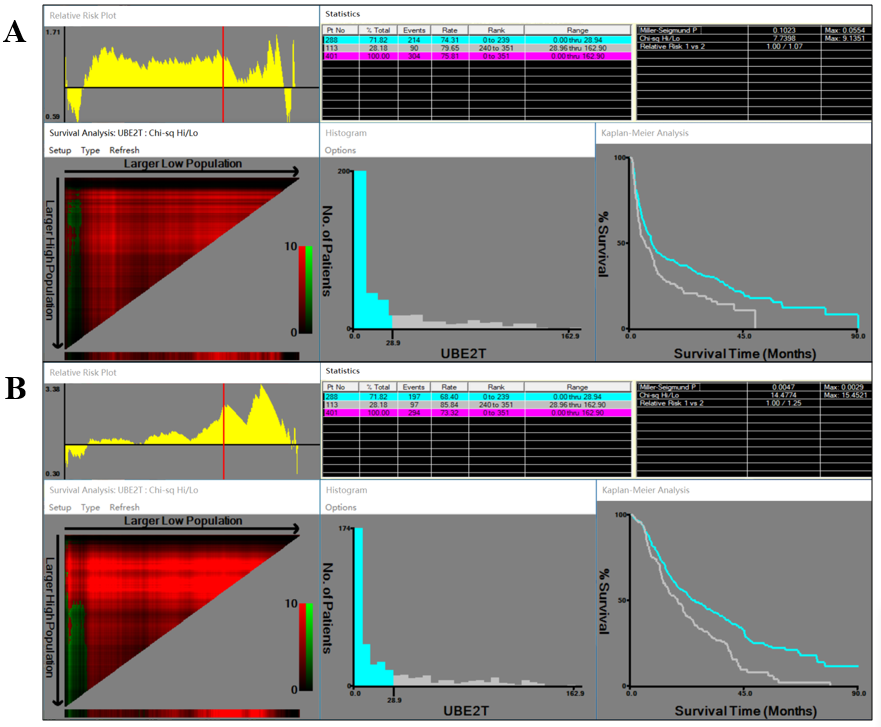 A
Relative Risk Plot
1.71
0.59
Statistics
Pt No % Total Events Rate Rank Range
288 71.82 214 74.31 0 to 239 0.00 thru 28.94
113 28.18 90 79.65 240 to 351 28.96 thru 162.90
401 100.00 304 75.81 0 to 351 0.00 thru 162.90
Miller-Seigmund P 0.1023 Max: 0.0554
Chi-sq Hi/Lo 7.7398 Max: 9.1351
Relative Risk 1 vs 2 1.00 / 1.07
Survival Analysis: UBE2T : Chi-sq Hi/Lo
Setup Type Refresh
Larger Low Population
Larger High Population
10
0
Histogram
Options
No. of Patients
200
0
0.0
28.9
162.9
UBE2T
Kaplan-Meier Analysis
% Survival
100
50
0
0.0
45.0
90.0
Survival Time (Months)
B
Relative Risk Plot
3.38
0.30
Statistics
Pt No % Total Events Rate Rank Range
288 71.82 197 68.40 0 to 239 0.00 thru 28.94
113 28.18 97 85.84 240 to 351 28.96 thru 162.90
401 100.00 294 73.32 0 to 351 0.00 thru 162.90
Miller-Seigmund P 0.0047 Max: 0.0029
Chi-sq Hi/Lo 14.4774 Max: 15.4521
Relative Risk 1 vs 2 1.00 / 1.25
Survival Analysis: UBE2T : Chi-sq Hi/Lo
Setup Type Refresh
Larger Low Population
Larger High Population
10
0
Histogram
Options
No. of Patients
174
0
0.0
28.9
162.9
UBE2T
Kaplan-Meier Analysis
% Survival
100
50
0
0.0
45.0
90.0
Survival Time (Months)